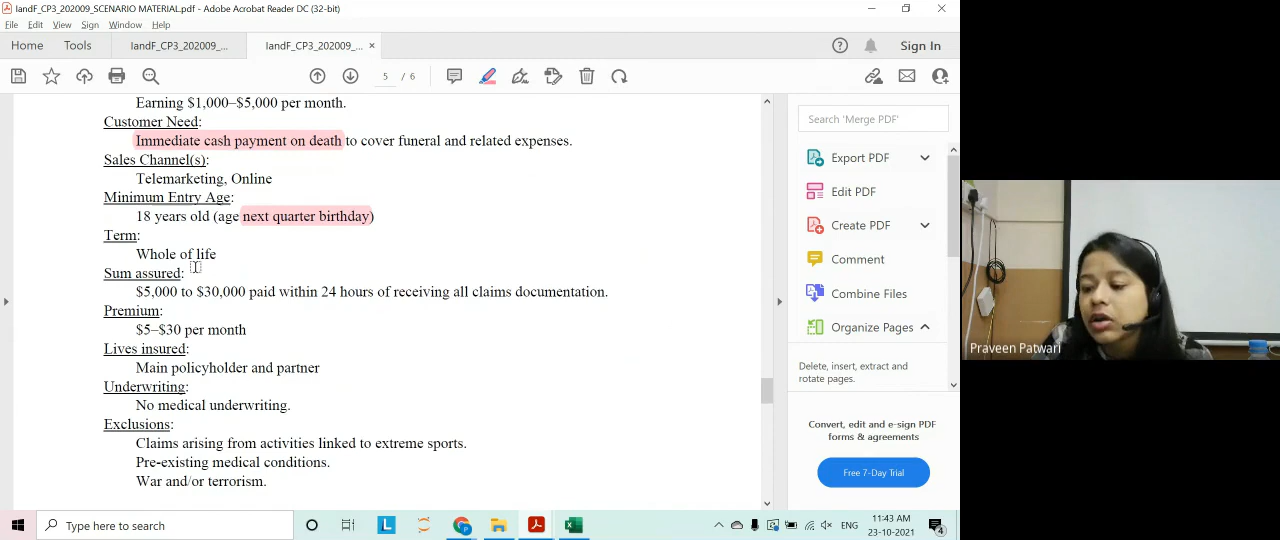 IandF_CP3_202009_SCENARIO MATERIAL.pdf - Adobe Acrobat Reader DC (32-bit)
File Edit View Sign Window Help
Home Tools IandF_CP3_202009_... IandF_CP3_202009_... × Sign In
5 / 6
Earning $1,000–$5,000 per month.
Customer Need:
Immediate cash payment on death to cover funeral and related expenses.
Sales Channel(s):
Telemarketing, Online
Minimum Entry Age:
18 years old (age next quarter birthday)
Term:
Whole of life
Sum assured:
$5,000 to $30,000 paid within 24 hours of receiving all claims documentation.
Premium:
$5–$30 per month
Lives insured:
Main policyholder and partner
Underwriting:
No medical underwriting.
Exclusions:
Claims arising from activities linked to extreme sports.
Pre-existing medical conditions.
War and/or terrorism.
Search 'Merge PDF'
Export PDF
Edit PDF
Create PDF
Comment
Combine Files
Organize Pages
Delete, insert, extract and
rotate pages.
Convert, edit and e-sign PDF
forms & agreements
Free 7-Day Trial
Praveen Patwari
Type here to search
L
ENG
11:43 AM
23-10-2021
4